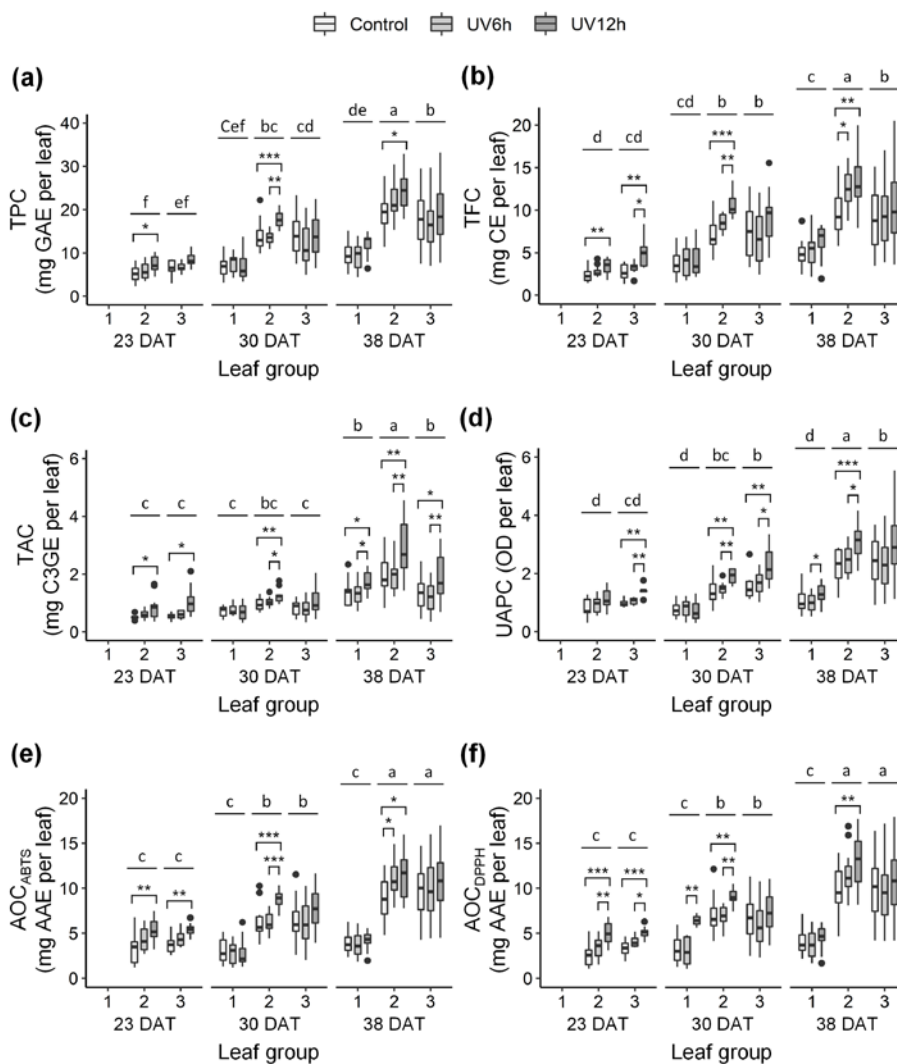 Control UV6h UV12h
(a)
TPC
(mg GAE per leaf)
40
30
20
10
0
f ef
*
Cef bc cd
***
**
de a b
*
1 2 3 1 2 3 1 2 3
23 DAT 30 DAT 38 DAT
Leaf group
(b)
TFC
(mg CE per leaf)
20
15
10
5
0
d cd
** ** *
cd b b
***
**
c a b
**
*
1 2 3 1 2 3 1 2 3
23 DAT 30 DAT 38 DAT
Leaf group
(c)
TAC
(mg C3GE per leaf)
6
4
2
0
c c
* *
c bc c
**
*
b a b
* * ** ** * **
1 2 3 1 2 3 1 2 3
23 DAT 30 DAT 38 DAT
Leaf group
(d)
UAPC (OD per leaf)
6
4
2
0
d cd
**
**
d bc b
** ** ** *
d a b
* *** *
1 2 3 1 2 3 1 2 3
23 DAT 30 DAT 38 DAT
Leaf group
(e)
AOCABTS
(mg AAE per leaf)
20
15
10
5
0
c c
** **
c b b
***
***
c a a
*
*
1 2 3 1 2 3 1 2 3
23 DAT 30 DAT 38 DAT
Leaf group
(f)
AOCDPPH
(mg AAE per leaf)
20
15
10
5
0
c c
*** ** *** *
c b b
** ** **
c a a
**
1 2 3 1 2 3 1 2 3
23 DAT 30 DAT 38 DAT
Leaf group